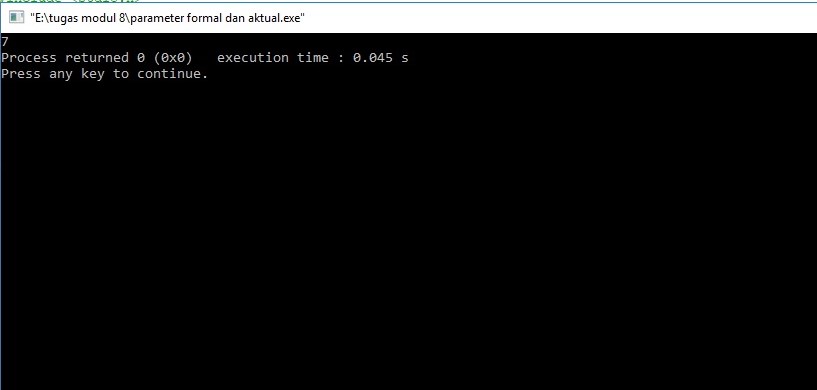 "E:\tugas modul 8\parameter formal dan aktual.exe"
7
Process returned 0 (0x0)   execution time : 0.045 s
Press any key to continue.